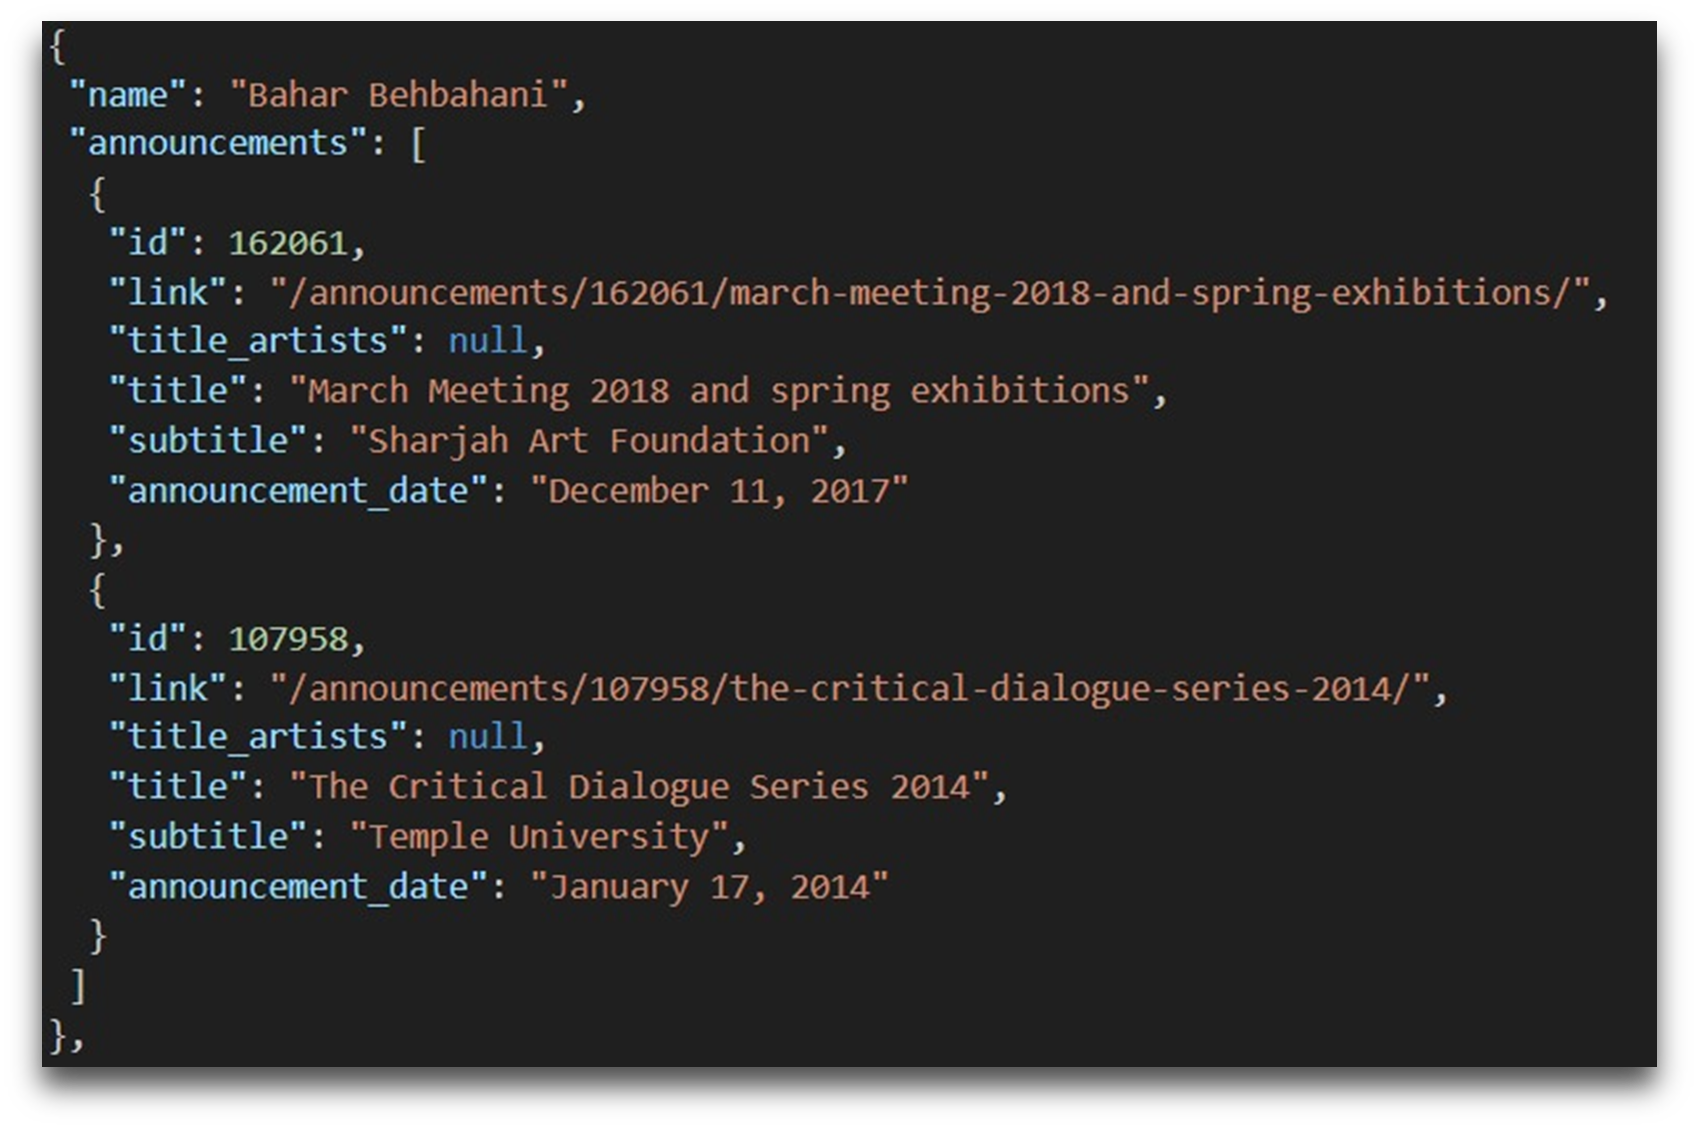 {
"name": "Bahar Behbahani",
"announcements": [
{
"id": 162061,
"link": "/announcements/162061/march-meeting-2018-and-spring-exhibitions/",
"title_artists": null,
"title": "March Meeting 2018 and spring exhibitions",
"subtitle": "Sharjah Art Foundation",
"announcement_date": "December 11, 2017"
},
{
"id": 107958,
"link": "/announcements/107958/the-critical-dialogue-series-2014/",
"title_artists": null,
"title": "The Critical Dialogue Series 2014",
"subtitle": "Temple University",
"announcement_date": "January 17, 2014"
}
]
},